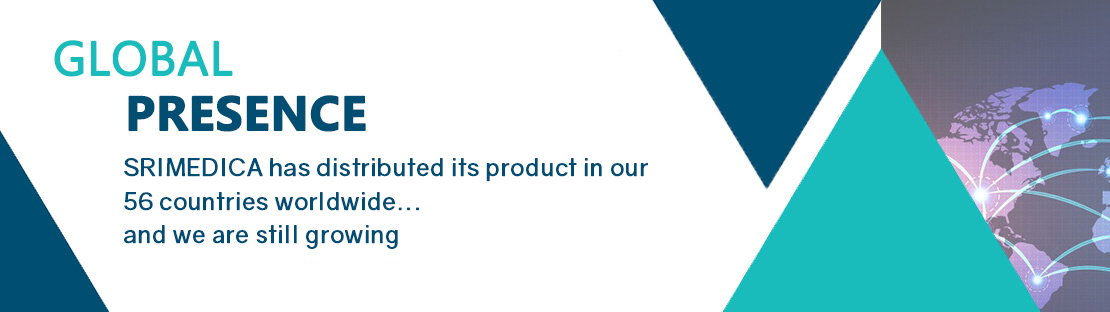 GLOBAL
PRESENCE
SRIMEDICA has distributed its product in our
56 countries worldwide...
and we are still growing